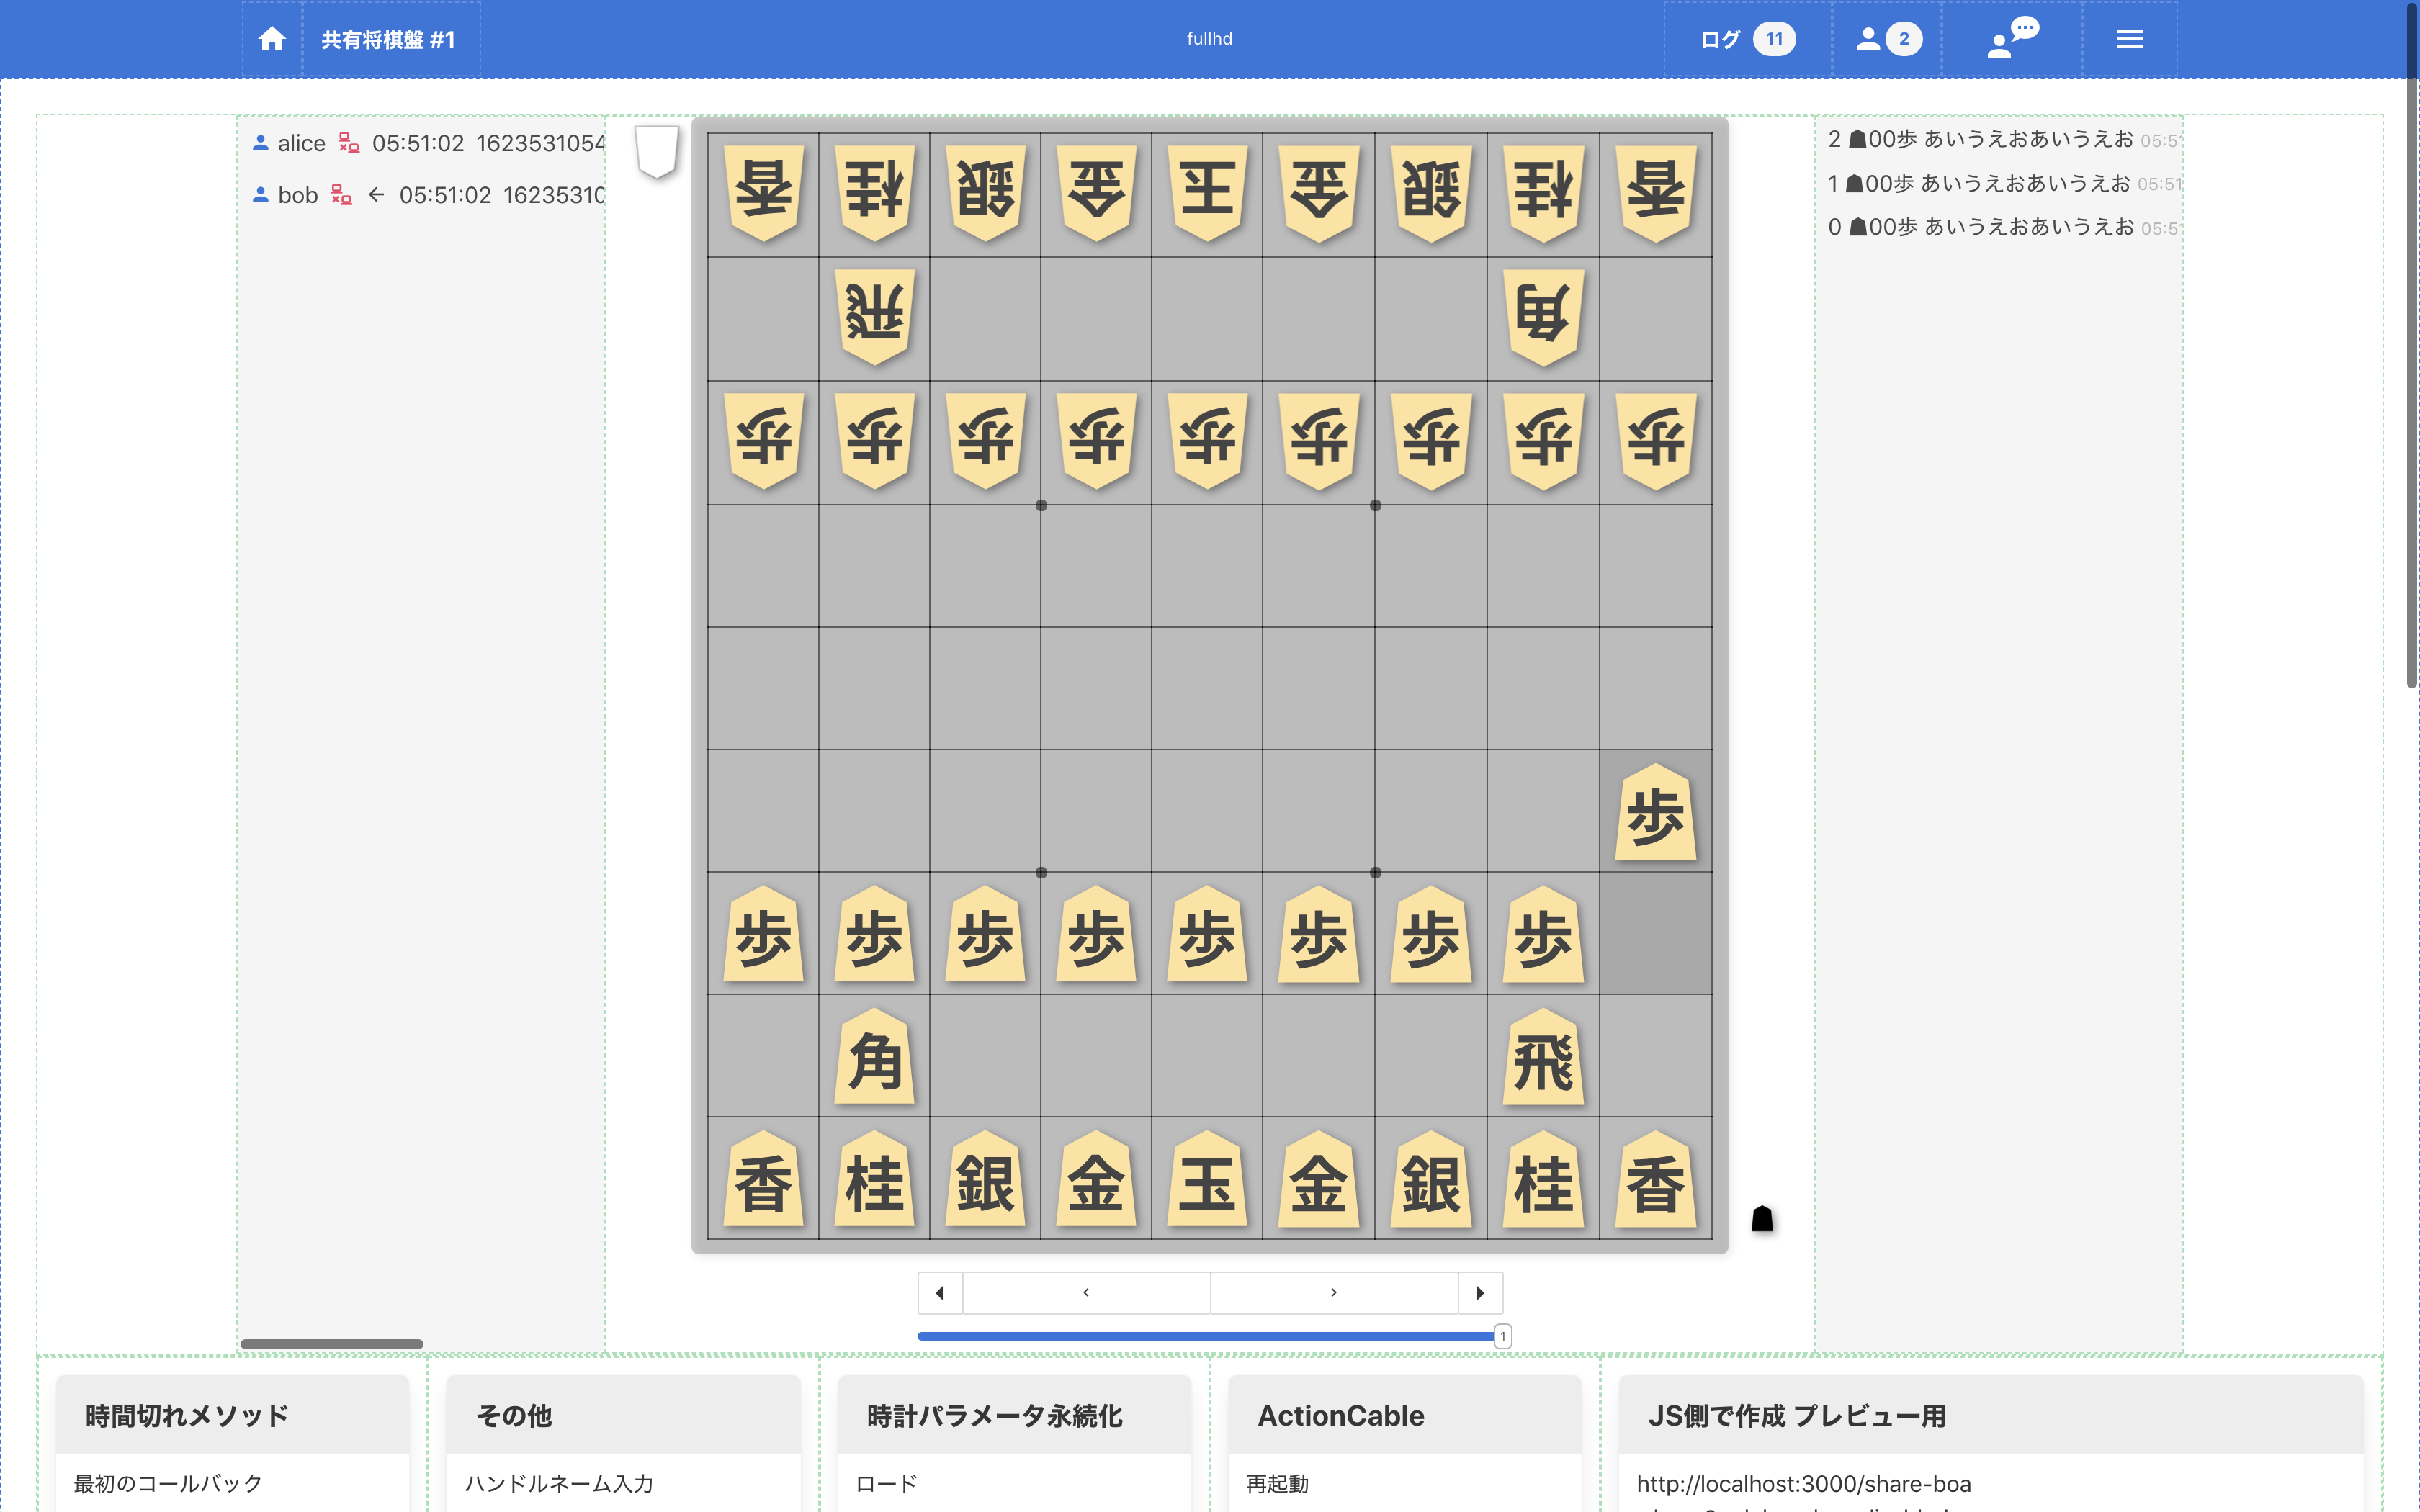 共有将棋盤 #1
fullhd
ログ 11
2
alice 05:51:02 1623531054
bob ← 05:51:02 16235310
2 ☗00歩 あいうえおあいうえお 05:5
1 ☗00歩 あいうえおあいうえお 05:51
0 ☗00歩 あいうえおあいうえお 05:5
香 桂 銀 金 玉 金 銀 桂 香
飛 角
歩 歩 歩 歩 歩 歩 歩 歩 歩
歩
歩 歩 歩 歩 歩 歩 歩 歩
角 飛
香 桂 銀 金 玉 金 銀 桂 香
1
時間切れメソッド
最初のコールバック
その他
ハンドルネーム入力
時計パラメータ永続化
ロード
ActionCable
再起動
JS側で作成 プレビュー用
http://localhost:3000/share-boa